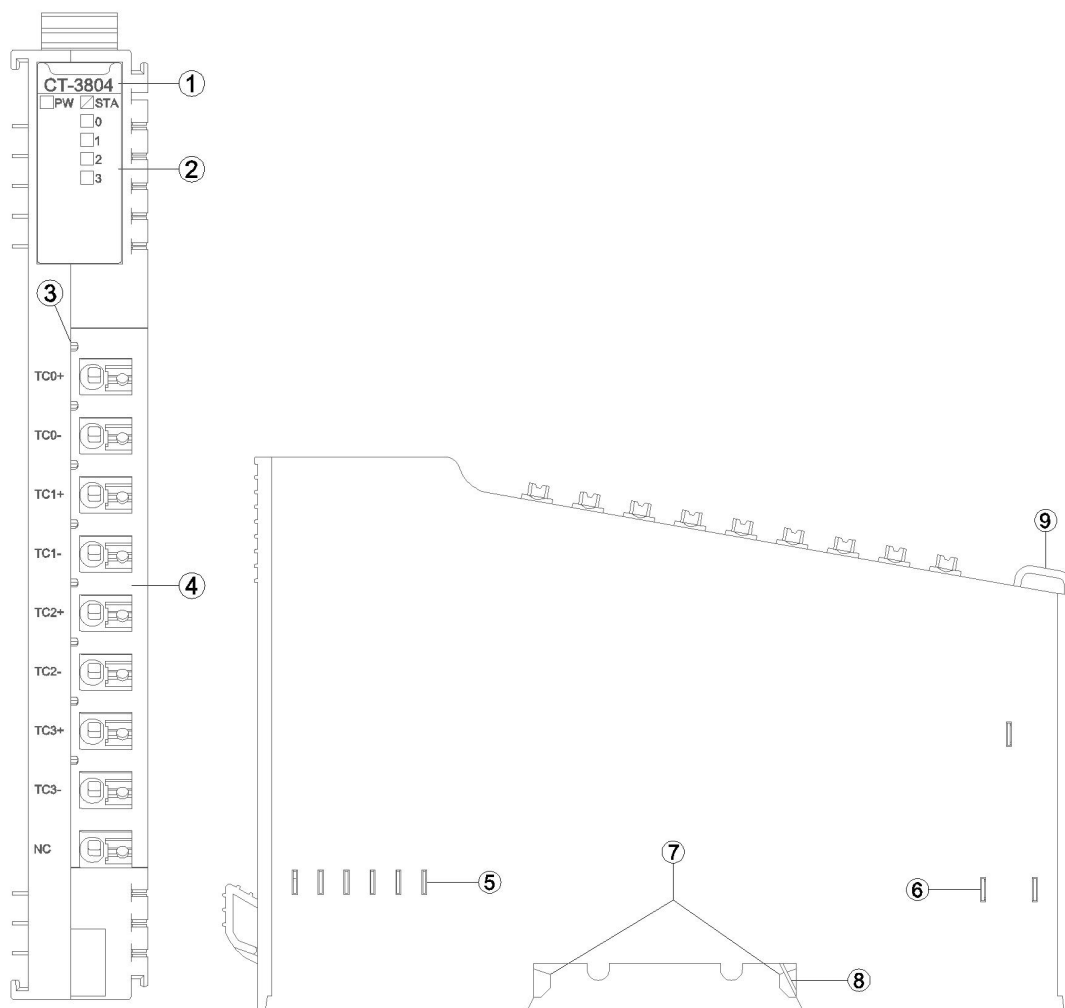 CT-3804
①
PW STA
0
1
2
②
3
③
TC0+
TC0-
TC1+
⑨
TC1-
④
TC2+
TC2-
TC3+
TC3-
NC
⑦
⑤
⑥
⑧